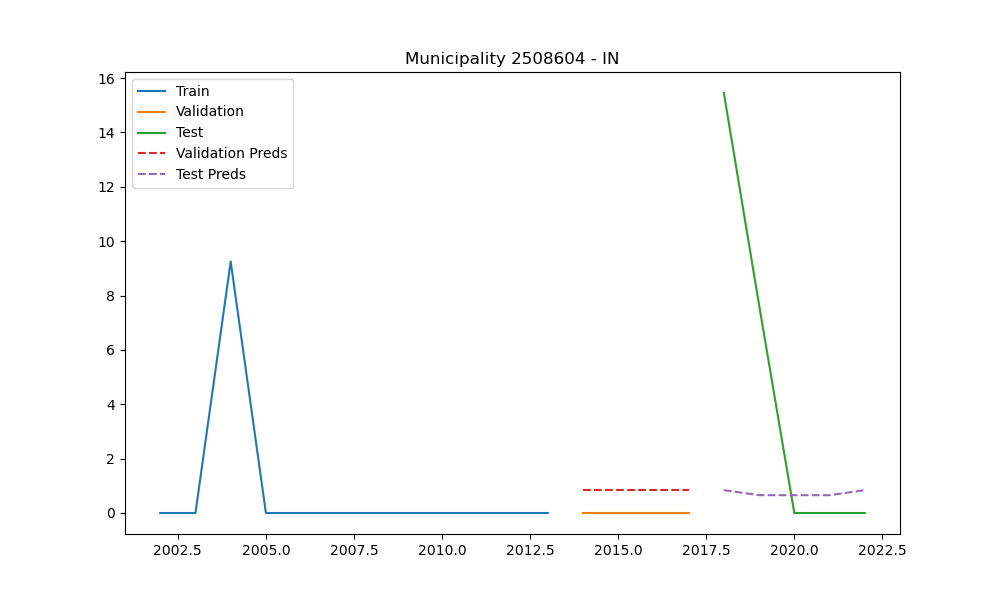 Municipality 2508604 - IN
Train
Validation
Test
Validation Preds
Test Preds
16
14
12
10
8
6
4
2
0
2002.5 2005.0 2007.5 2010.0 2012.5 2015.0 2017.5 2020.0 2022.5